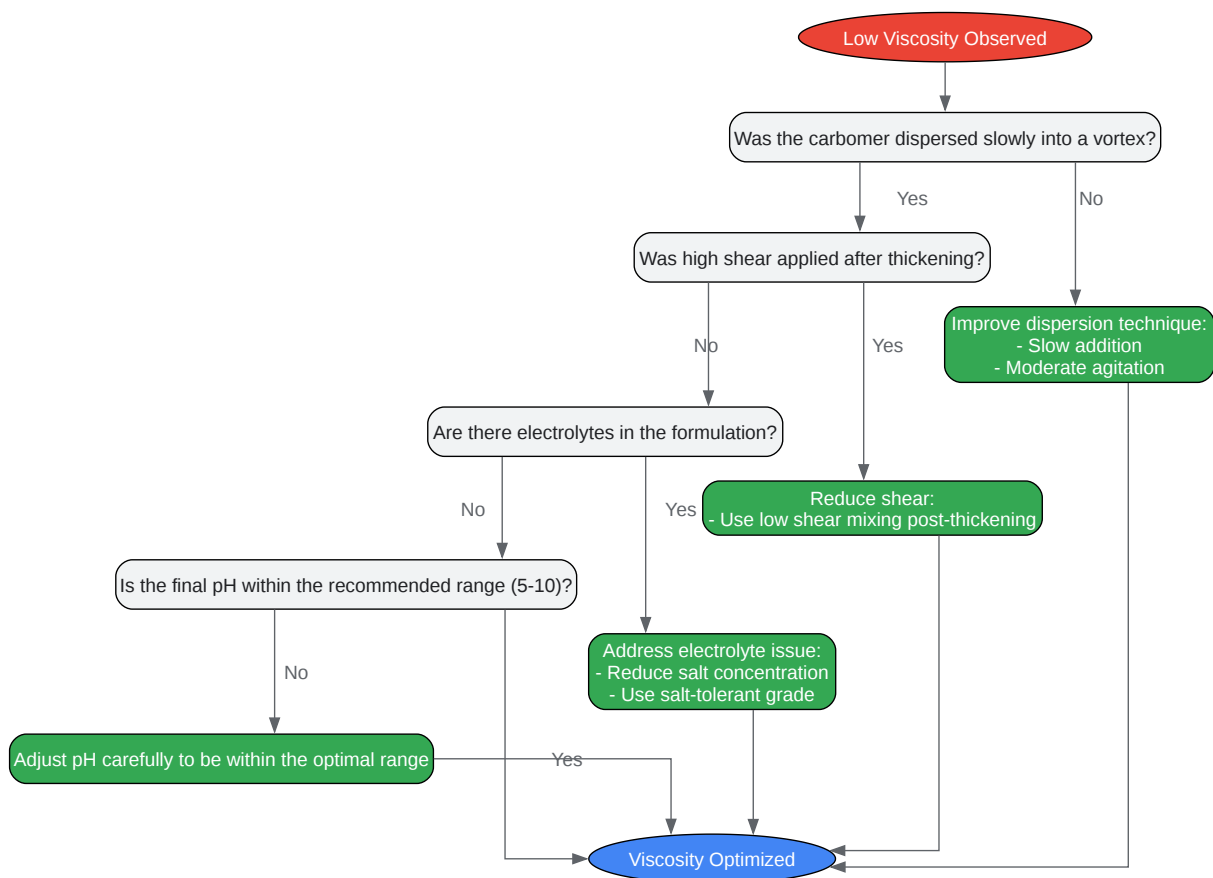 Low Viscosity Observed
Was the carbomer dispersed slowly into a vortex?
Yes
No
Was high shear applied after thickening?
Improve dispersion technique:
- Slow addition
- Moderate agitation
No
Yes
Are there electrolytes in the formulation?
Reduce shear:
- Use low shear mixing post-thickening
No
Yes
Is the final pH within the recommended range (5-10)?
Address electrolyte issue:
- Reduce salt concentration
- Use salt-tolerant grade
No
Adjust pH carefully to be within the optimal range
Yes
Viscosity Optimized